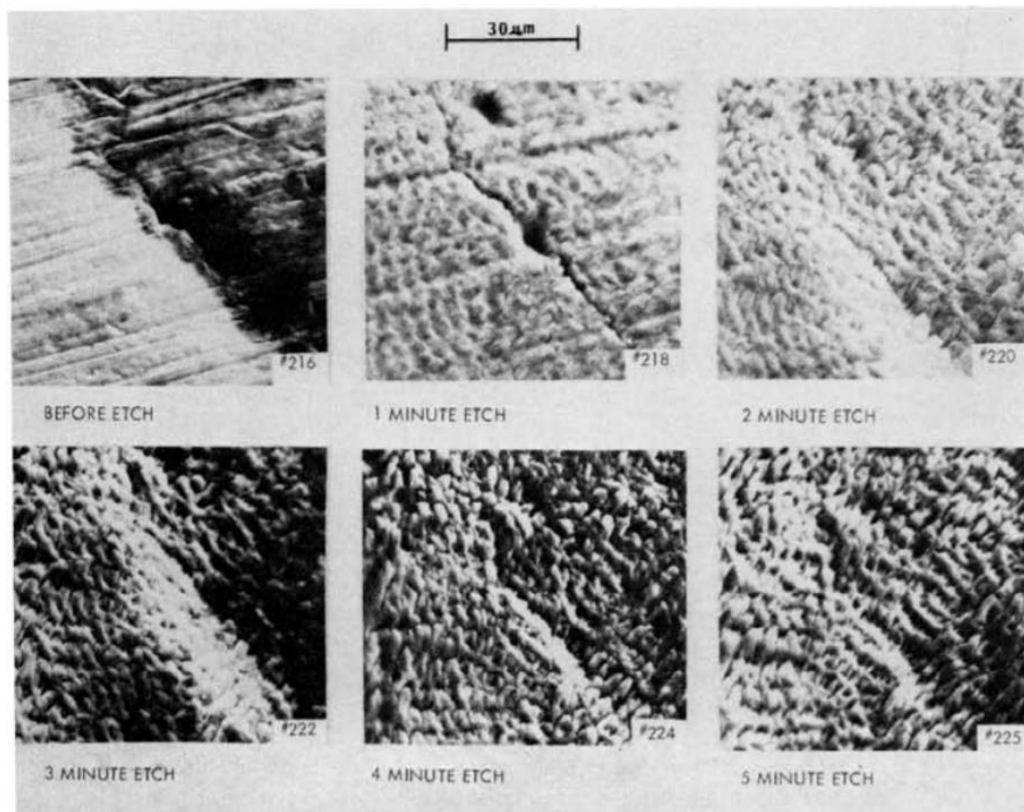 30µm
#216
#218
#220
BEFORE ETCH
1 MINUTE ETCH
2 MINUTE ETCH
#222
#224
#225
3 MINUTE ETCH
4 MINUTE ETCH
5 MINUTE ETCH